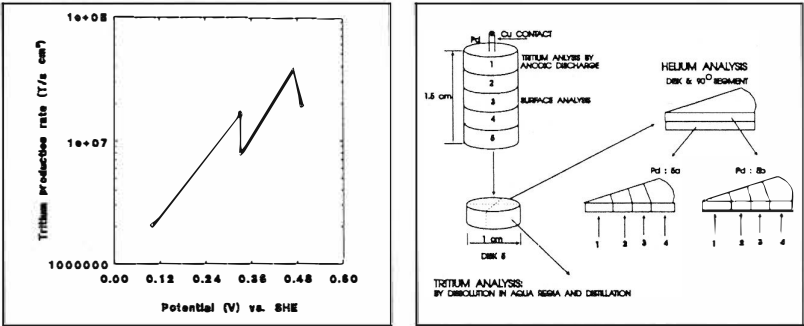 1e+08
1e+07
1000000
Tritium production rate (T/s cm²)
0.00 0.12 0.24 0.36 0.48 0.60
Potential (V) vs. SHE
Cu CONTACT
Pd
TRITIUM ANLYSIS BY
ANODIC DISCHARGE
1
2
3
SURFACE ANALYSIS
4
5
1.5 cm
HELIUM ANALYSIS
DISK & 90° SEGMENT
Pd : 5a
Pd : 5b
1 2 3 4
1 2 3 4
1 cm
DISK 5
TRITIUM ANALYSIS:
BY DISSOLUTION IN AQUA REGIA AND DISTILLATION